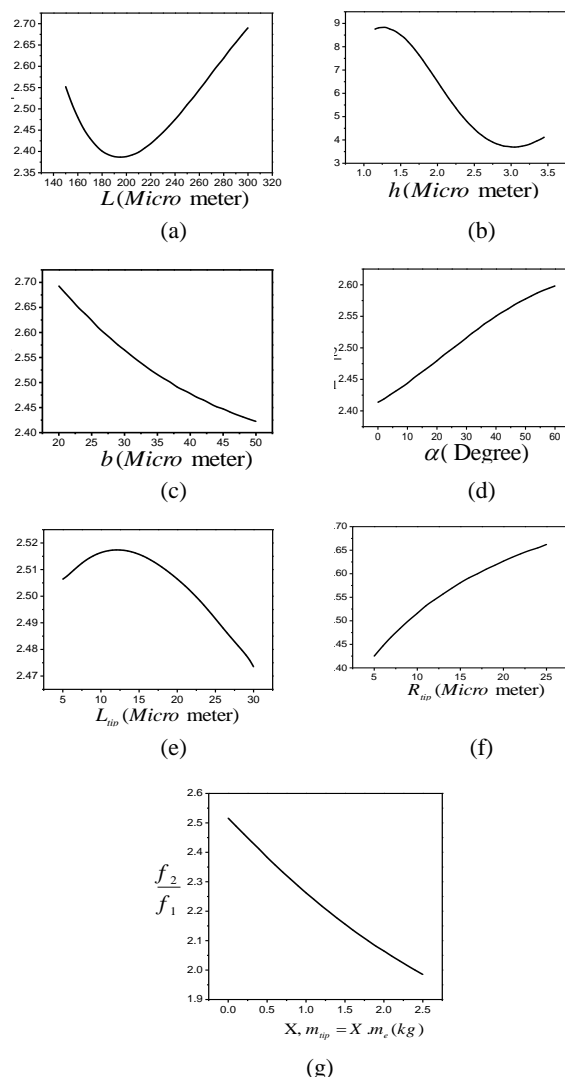 2.70
2.65
2.60
2.55
2.50
2.45
2.40
2.35
140 160 180 200 220 240 260 280 300 320
L(Micro meter)
(a)
9
8
7
6
5
4
3
1.0 1.5 2.0 2.5 3.0 3.5
h(Micro meter)
(b)
2.70
2.65
2.60
2.55
2.50
2.45
2.40
20 25 30 35 40 45 50
b(Micro meter)
(c)
2.60
2.55
2.50
2.45
2.40
0 10 20 30 40 50 60
α( Degree)
(d)
2.52
2.51
2.50
2.49
2.48
2.47
5 10 15 20 25 30
L_tip (Micro meter)
(e)
.70
.65
.60
.55
.50
.45
.40
5 10 15 20 25
R_tip (Micro meter)
(f)
2.6
2.5
2.4
2.3
2.2
2.1
2.0
1.9
f_2
f_1
0.0 0.5 1.0 1.5 2.0 2.5
X, m_tip = X .m_e (kg)
(g)